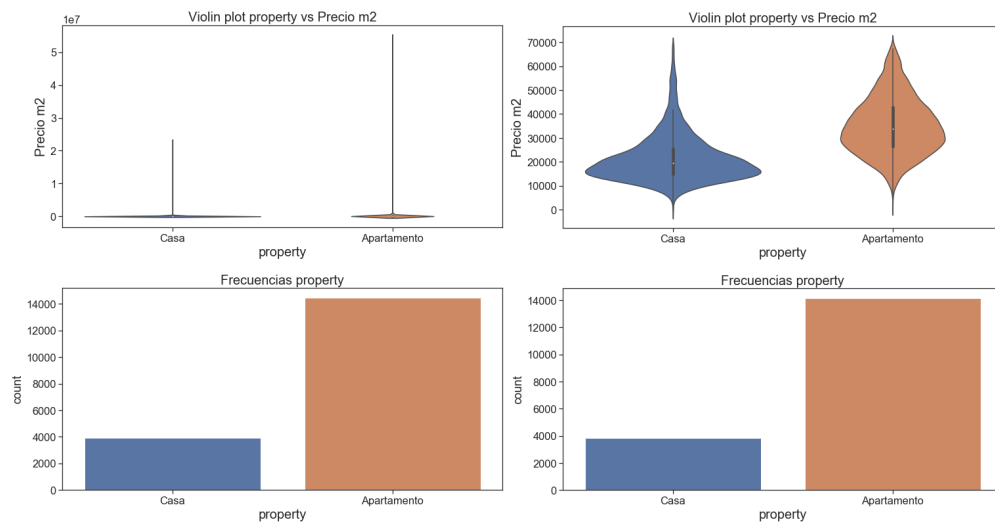 Violin plot property vs Precio m2
1e7
5
4
3
2
1
0
Precio m2
Casa
Apartamento
property
Violin plot property vs Precio m2
70000
60000
50000
40000
30000
20000
10000
0
Precio m2
Casa
Apartamento
property
Frecuencias property
14000
12000
10000
8000
6000
4000
2000
0
count
Casa
Apartamento
property
Frecuencias property
14000
12000
10000
8000
6000
4000
2000
0
count
Casa
Apartamento
property